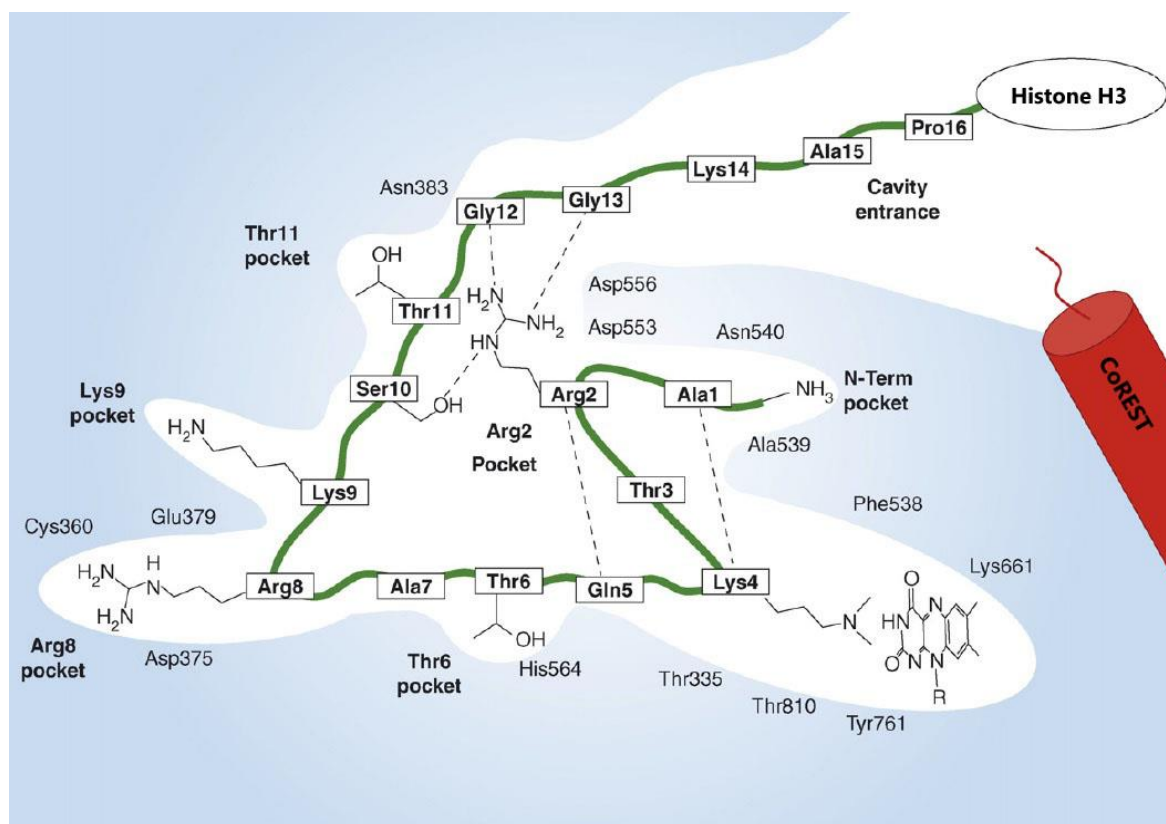 Histone H3
Pro16
Ala15
Lys14
Cavity
entrance
Asn383
Gly12
Gly13
Thr11
pocket
OH
Thr11
H2N
NH2
HN
Asp556
Asp553
Asn540
Lys9
pocket
Ser10
OH
Arg2
Ala1
NH3
N-Term
pocket
CoREST
Arg2
Pocket
Ala539
H2N
Lys9
Thr3
Phe538
Cys360
Glu379
Lys661
H2N
H
N
H2N
Arg8
Ala7
Thr6
Gln5
Lys4
N
O
N
HN
O
N
N
R
Arg8
pocket
Asp375
OH
Thr6
pocket
His564
Thr335
Thr810
Tyr761